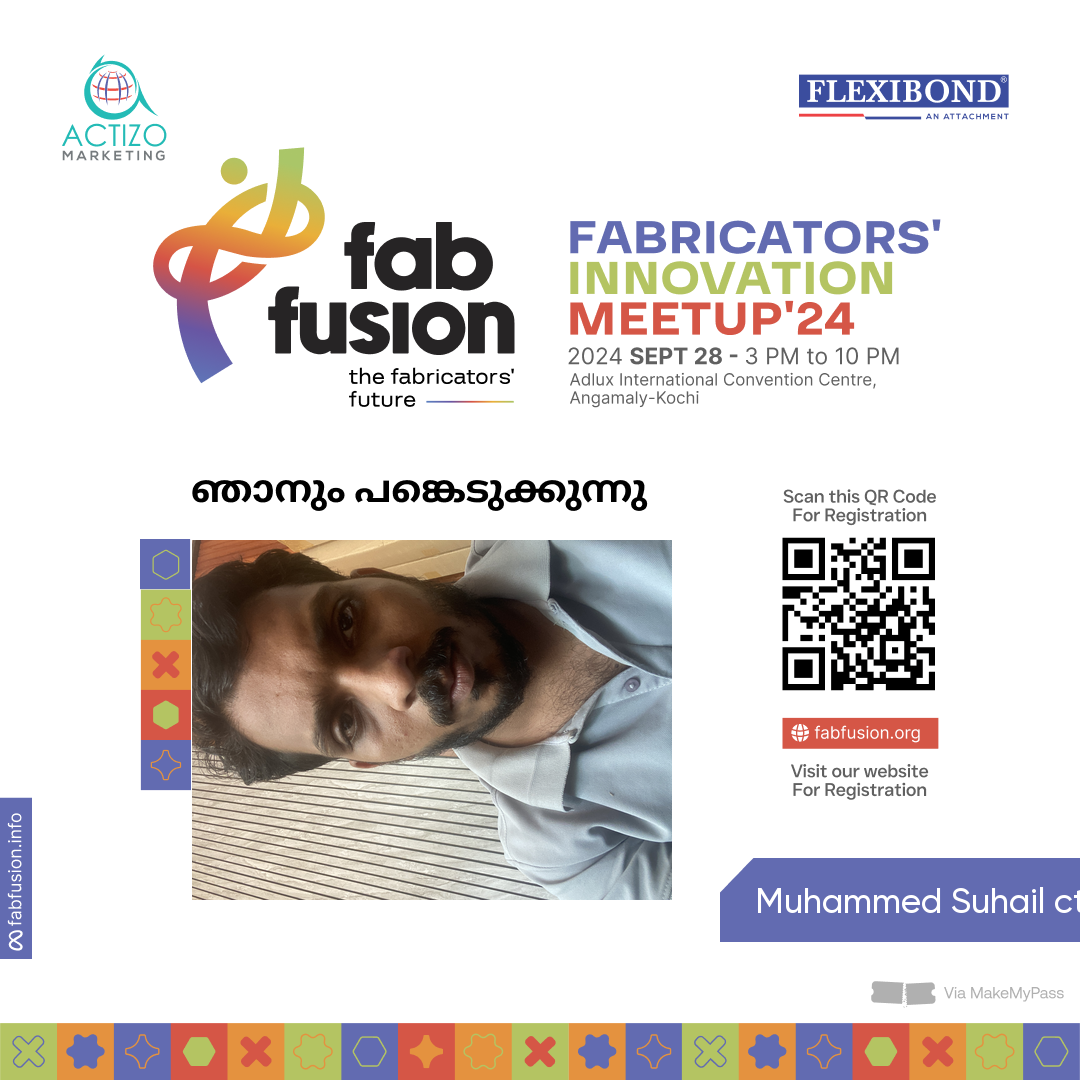 ACTIZO
MARKETING
FLEXIBOND®
AN ATTACHMENT
fab
fusion
the fabricators'
future
FABRICATORS'
INNOVATION
MEETUP'24
2024 SEPT 28 - 3 PM to 10 PM
Adlux International Convention Centre,
Angamaly-Kochi
ഞാനും പങ്കെടുക്കുന്നു
Scan this QR Code
For Registration
fabfusion.org
Visit our website
For Registration
fabfusion.info
Muhammed Suhail ct
Via MakeMyPass